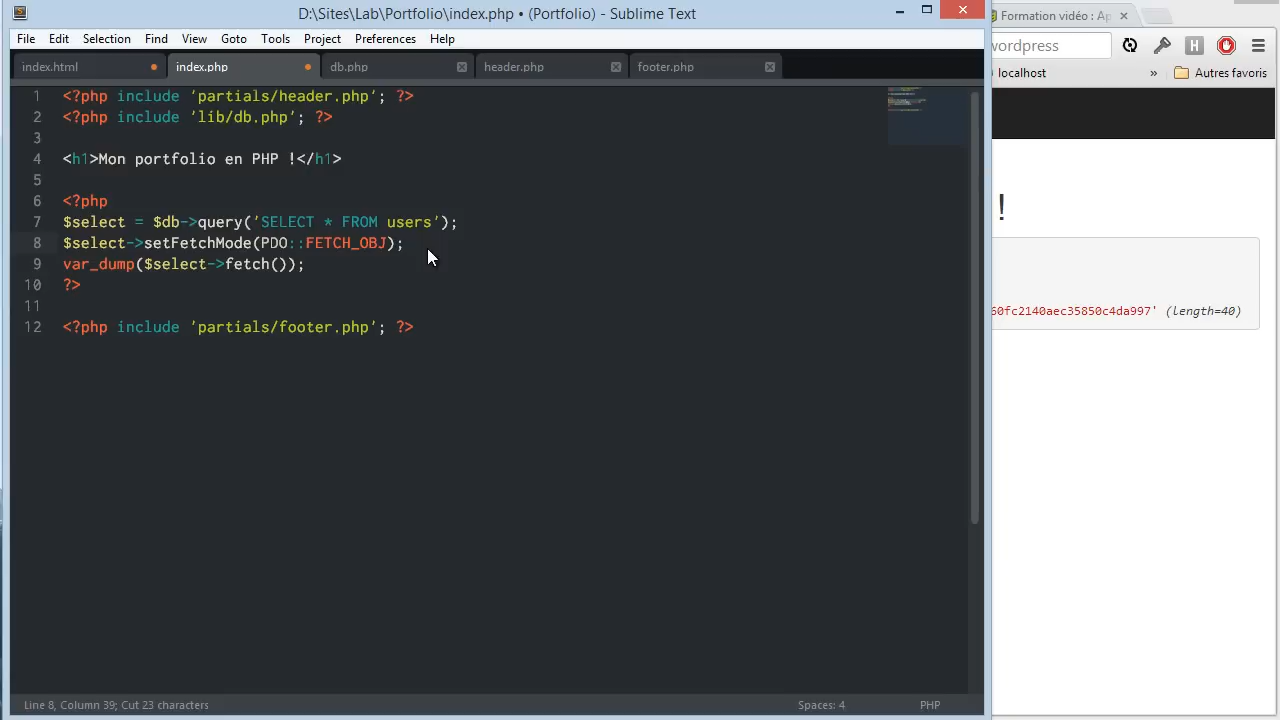 D:\Sites\Lab\Portfolio\index.php • (Portfolio) - Sublime Text
File Edit Selection Find View Goto Tools Project Preferences Help
index.html index.php db.php header.php footer.php
1 <?php include 'partials/header.php'; ?>
2 <?php include 'lib/db.php'; ?>
3
4 <h1>Mon portfolio en PHP !</h1>
5
6 <?php
7 $select = $db->query('SELECT * FROM users');
8 $select->setFetchMode(PDO::FETCH_OBJ);
9 var_dump($select->fetch());
10 ?>
11
12 <?php include 'partials/footer.php'; ?>
Line 8, Column 39; Cut 23 characters Spaces: 4 PHP
Formation vidéo : Ap
wordpress
localhost » Autres favoris
!
60fc2140aec35850c4da997' (length=40)